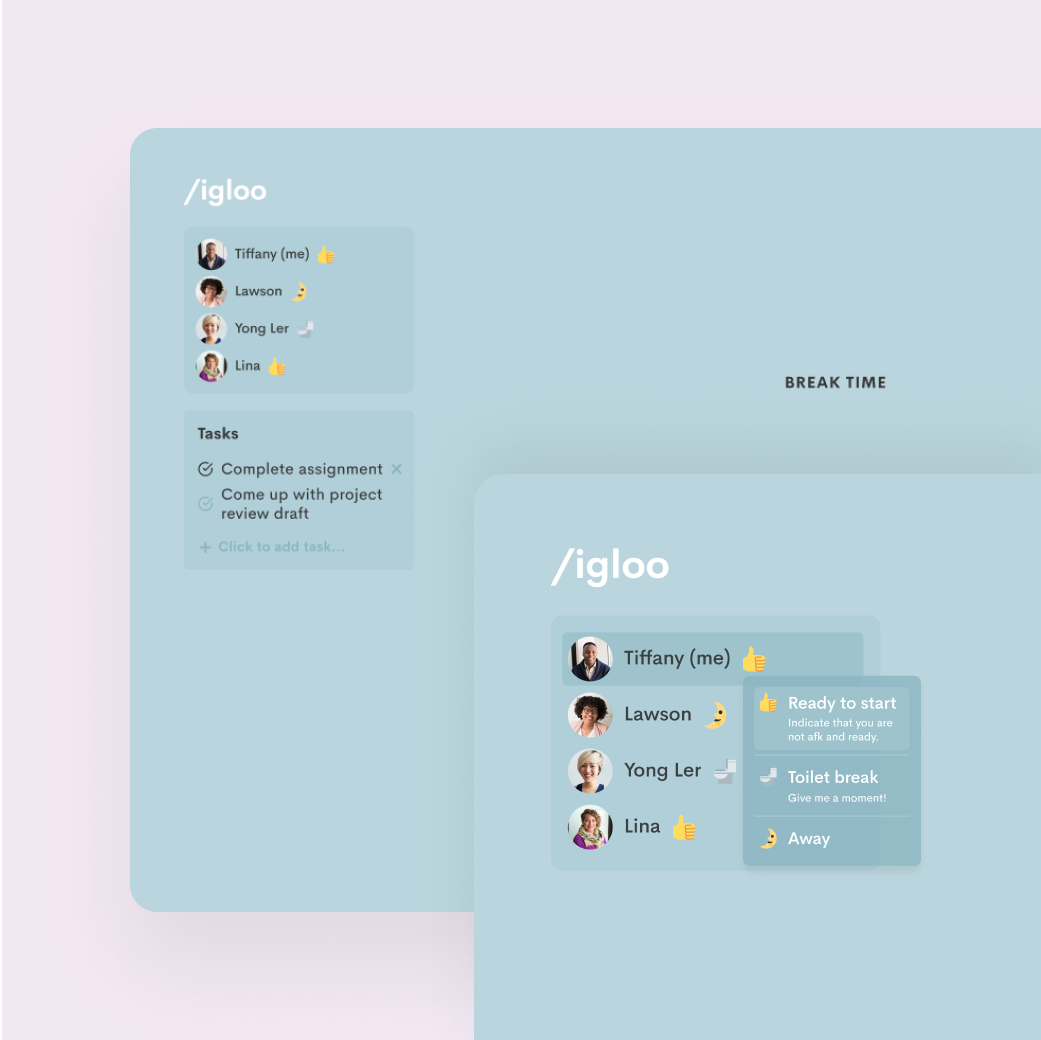 /igloo
Tiffany (me)
Lawson
Yong Ler
Lina
Tasks
Complete assignment
Come up with project
review draft
+ Click to add task...
BREAK TIME
/igloo
Tiffany (me)
Lawson
Yong Ler
Lina
Ready to start
Indicate that you are
not afk and ready.
Toilet break
Give me a moment!
Away